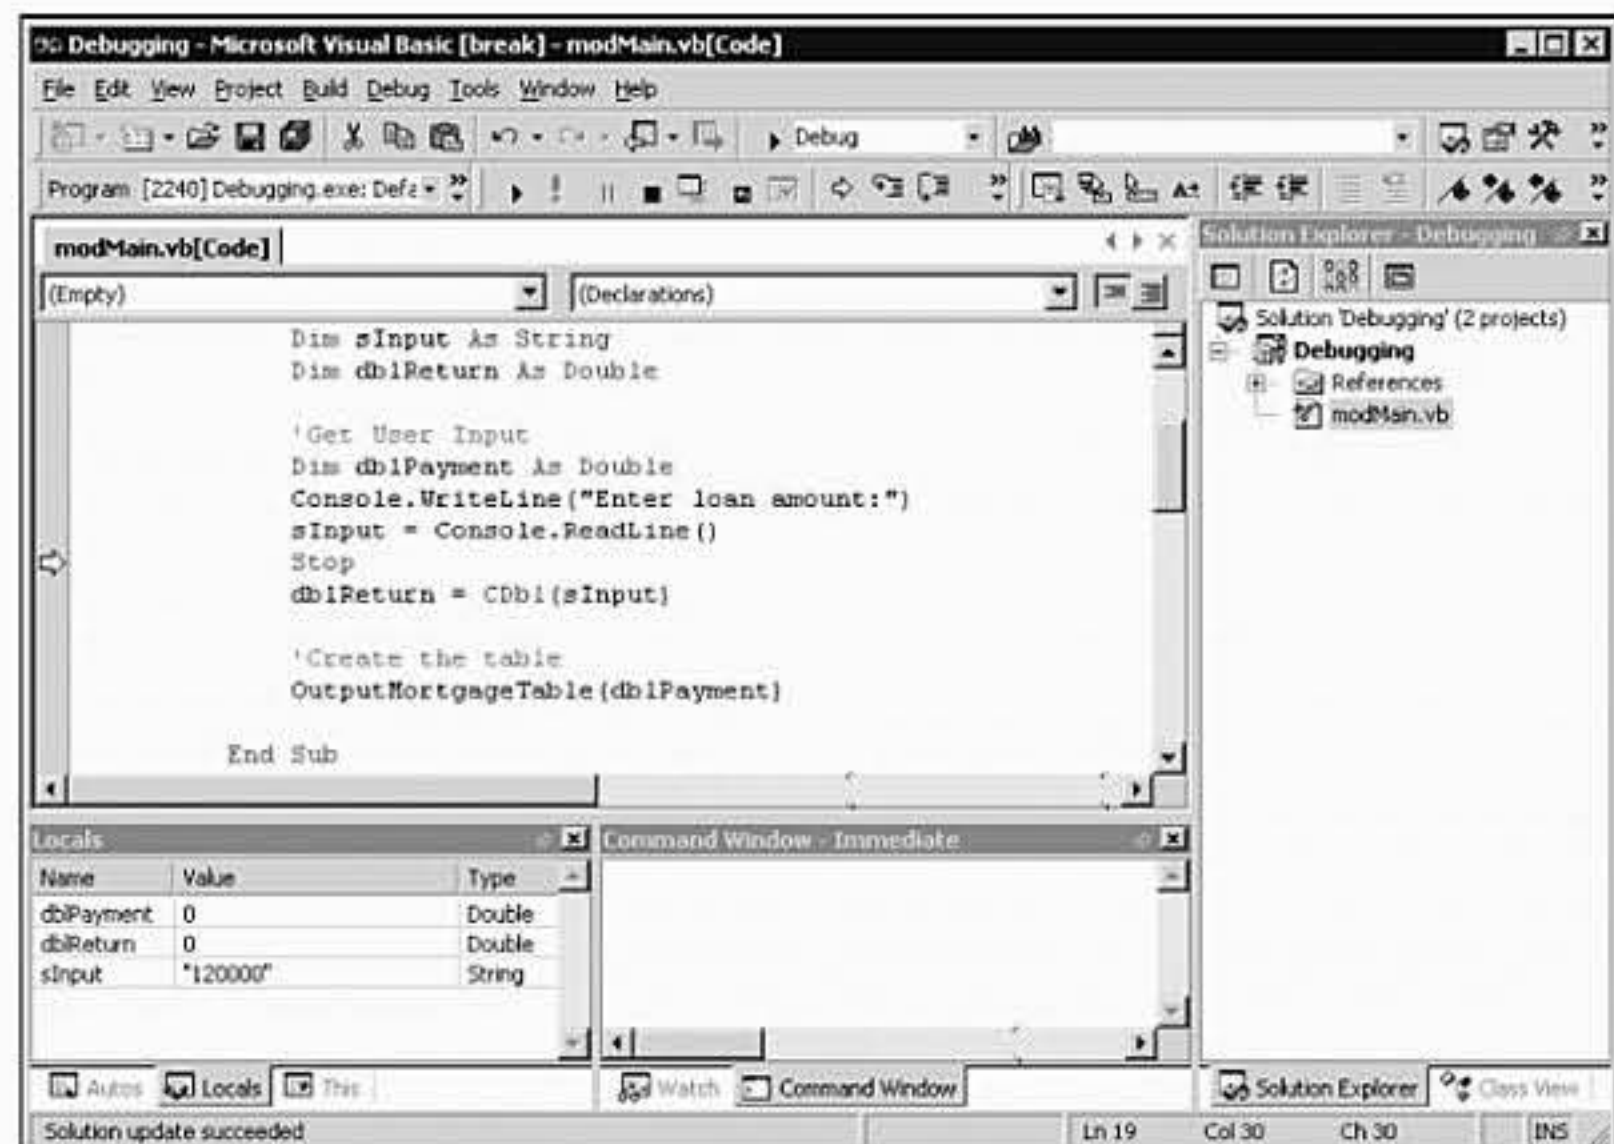 Debugging - Microsoft Visual Basic [break] - modMain.vb[Code]
File Edit View Project Build Debug Tools Window Help
Debug
Program [2240] Debugging.exe: Defa
modMain.vb[Code]
(Empty) (Declarations)
Dim sInput As String
Dim dblReturn As Double
'Get User Input
Dim dblPayment As Double
Console.WriteLine("Enter loan amount:")
sInput = Console.ReadLine()
Stop
dblReturn = CDbl(sInput)
'Create the table
OutputMortgageTable(dblPayment)
End Sub
Solution Explorer - Debugging
Solution 'Debugging' (2 projects)
Debugging
References
modMain.vb
Locals
Name Value Type
dblPayment 0 Double
dblReturn 0 Double
sInput "120000" String
Autos Locals This
Command Window - Immediate
Watch Command Window
Solution Explorer Class View
Solution update succeeded Ln 19 Col 30 Ch 30 INS